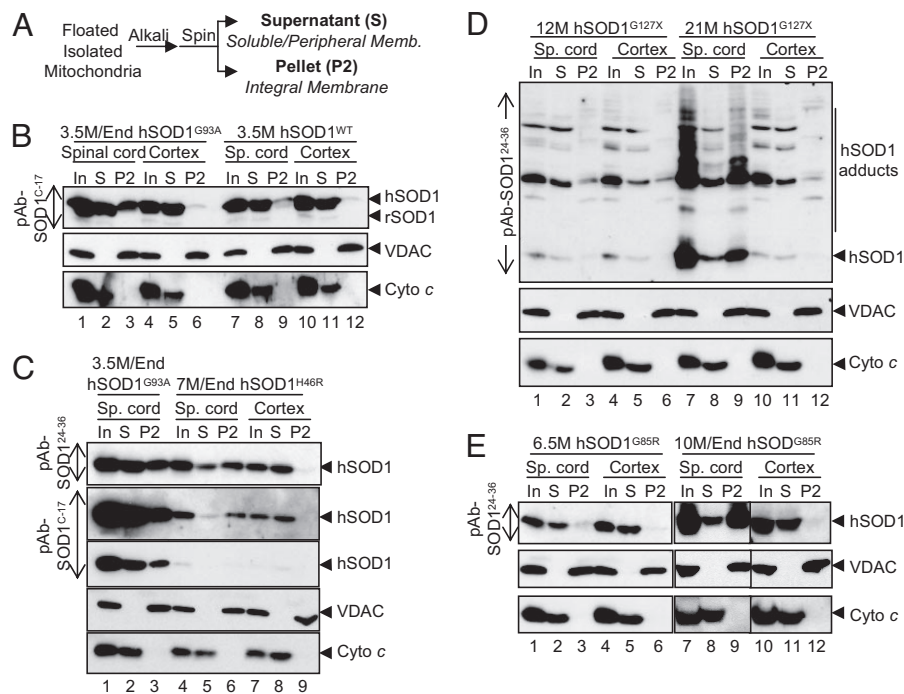 A
Floated
Isolated
Mitochondria
Alkali
Spin
Supernatant (S)
Soluble/Peripheral Memb.
Pellet (P2)
Integral Membrane
B
3.5M/End hSOD1G93A 3.5M hSOD1WT
Spinal cord Cortex Sp. cord Cortex
In S P2 In S P2 In S P2 In S P2
pAb-SOD1C-17
hSOD1
rSOD1
VDAC
Cyto c
1 2 3 4 5 6 7 8 9 10 11 12
C
3.5M/End
hSOD1G93A 7M/End hSOD1H46R
Sp. cord Sp. cord Cortex
In S P2 In S P2 In S P2
pAb-SOD124-36
hSOD1
pAb-SOD1C-17
hSOD1
hSOD1
VDAC
Cyto c
1 2 3 4 5 6 7 8 9
D
12M hSOD1G127X 21M hSOD1G127X
Sp. cord Cortex Sp. cord Cortex
In S P2 In S P2 In S P2 In S P2
pAb-SOD124-36
hSOD1
adducts
hSOD1
VDAC
Cyto c
1 2 3 4 5 6 7 8 9 10 11 12
E
6.5M hSOD1G85R 10M/End hSODG85R
Sp. cord Cortex Sp. cord Cortex
In S P2 In S P2 In S P2 In S P2
pAb-SOD124-36
hSOD1
VDAC
Cyto c
1 2 3 4 5 6 7 8 9 10 11 12